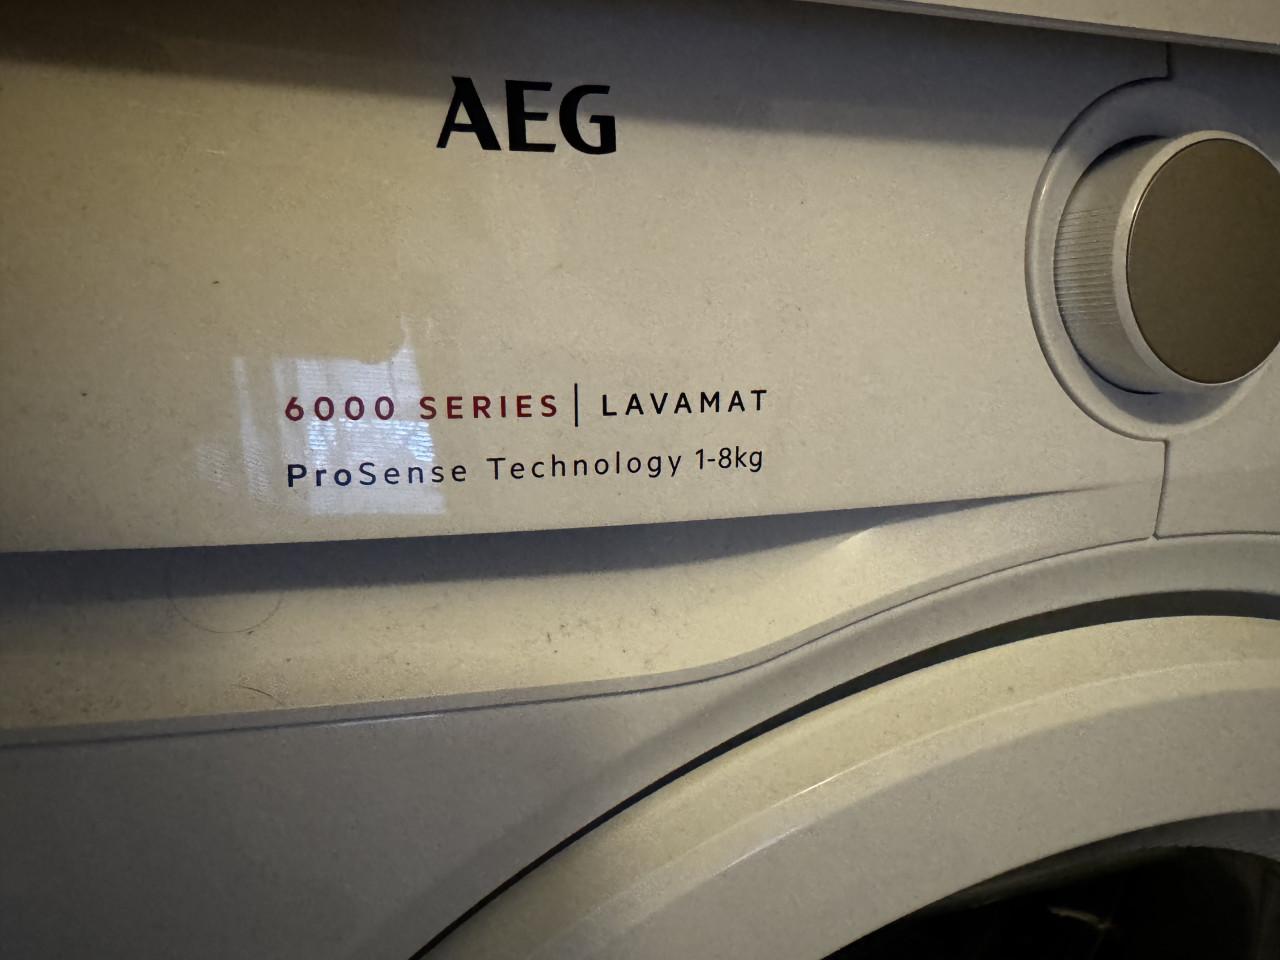 AEG
6000 SERIES | LAVAMAT
ProSense Technology 1-8kg